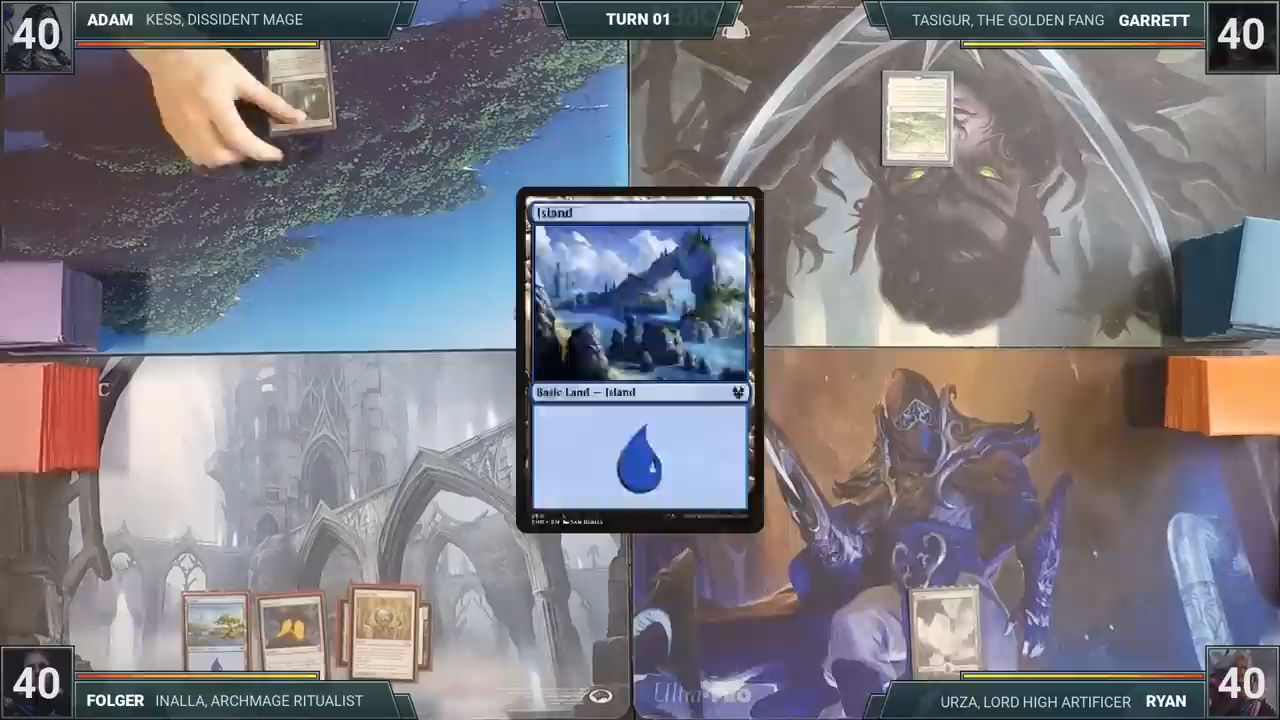 40
ADAM KESS, DISSIDENT MAGE
TURN 01
TASIGUR, THE GOLDEN FANG GARRETT
40
Island
Basic Land — Island
40
FOLGER INALLA, ARCHMAGE RITUALIST
URZA, LORD HIGH ARTIFICER RYAN
40